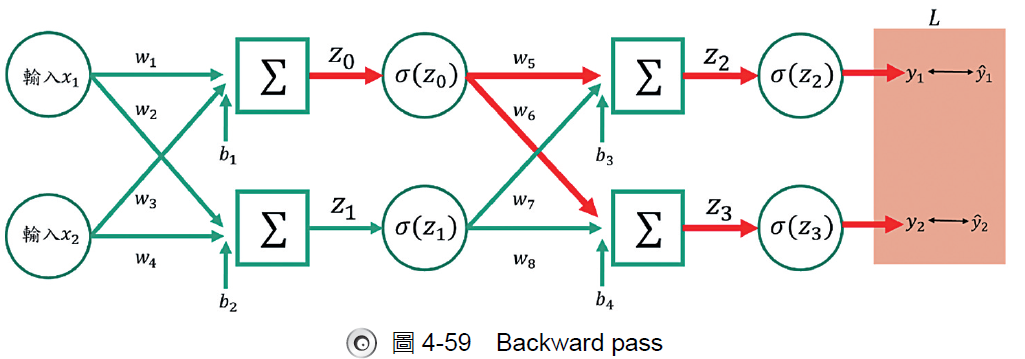 L
輸入x₁
w₁
w₂
∑
z₀
σ(z₀)
w₅
w₆
∑
z₂
σ(z₂)
y₁
ŷ₁
b₁
b₃
輸入x₂
w₃
w₄
∑
z₁
σ(z₁)
w₇
w₈
∑
z₃
σ(z₃)
y₂
ŷ₂
b₂
b₄
圖 4-59 Backward pass